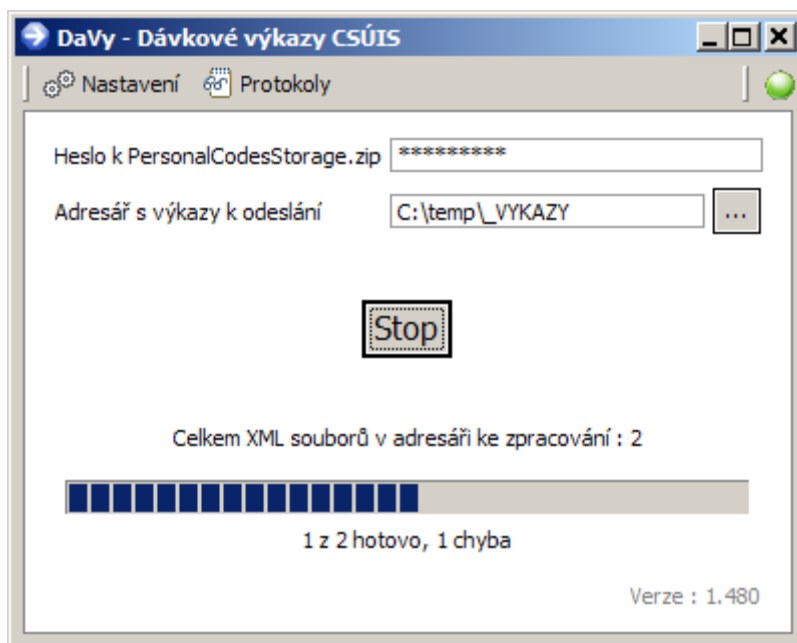 DaVy - Dávkové výkazy CSÚIS
Nastavení Protokoly
Heslo k PersonalCodesStorage.zip *********
Adresář s výkazy k odeslání C:\temp\_VYKAZY ...
Stop
Celkem XML souborů v adresáři ke zpracování : 2
1 z 2 hotovo, 1 chyba
Verze : 1.480